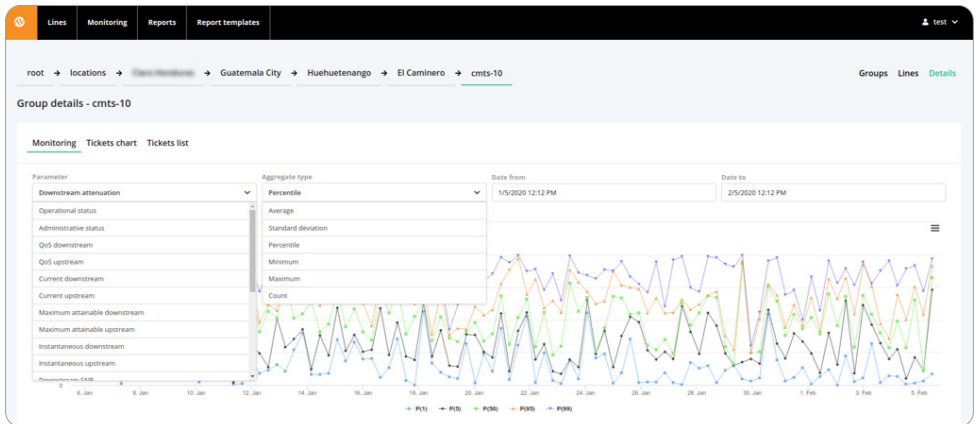 Lines Monitoring Reports Report templates test
root → locations → → Guatemala City → Huehuetenango → El Caminero → cmts-10 Groups Lines Details
Group details - cmts-10
Monitoring Tickets chart Tickets list
Parameter Aggregate type Date from Date to
Downstream attenuation Percentile 1/5/2020 12:12 PM 2/5/2020 12:12 PM
Operational status Average
Administrative status Standard deviation
QoS downstream Percentile
QoS upstream Minimum
Current downstream Maximum
Current upstream Count
Maximum attainable downstream
Maximum attainable upstream
Instantaneous downstream
Instantaneous upstream
Downstream SNR
0
6. Jan 8. Jan 10. Jan 12. Jan 14. Jan 16. Jan 18. Jan 20. Jan 22. Jan 24. Jan 26. Jan 28. Jan 30. Jan 1. Feb 3. Feb 5. Feb
P(1) P(5) P(50) P(95) P(99)